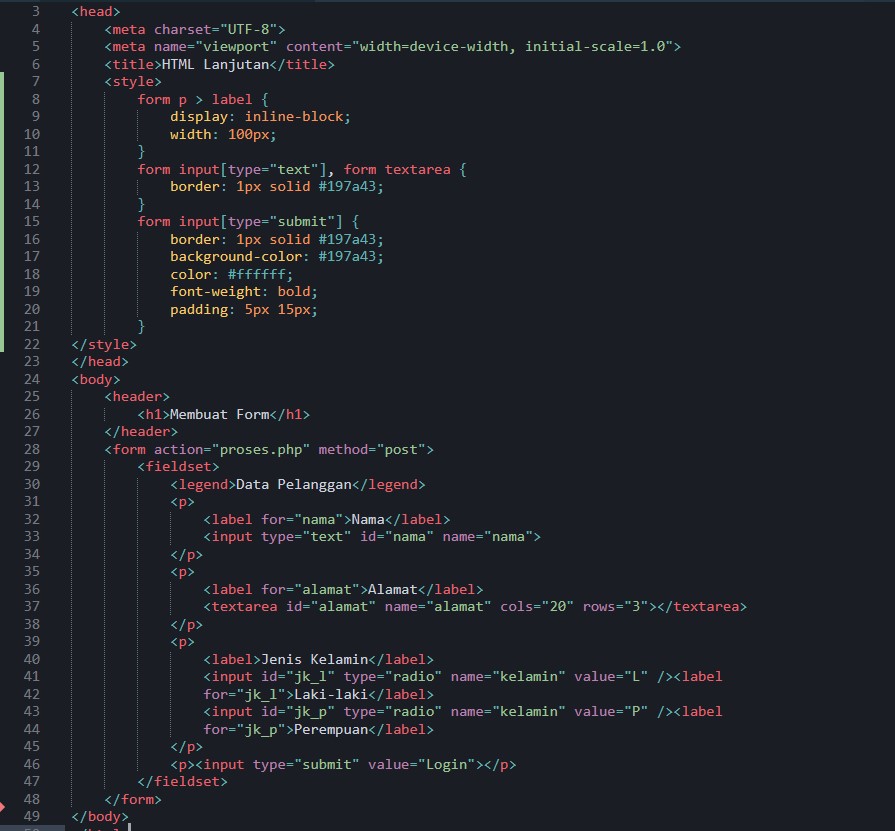 3 <head>
4 <meta charset="UTF-8">
5 <meta name="viewport" content="width=device-width, initial-scale=1.0">
6 <title>HTML Lanjutan</title>
7 <style>
8 form p > label {
9 display: inline-block;
10 width: 100px;
11 }
12 form input[type="text"], form textarea {
13 border: 1px solid #197a43;
14 }
15 form input[type="submit"] {
16 border: 1px solid #197a43;
17 background-color: #197a43;
18 color: #ffffff;
19 font-weight: bold;
20 padding: 5px 15px;
21 }
22 </style>
23 </head>
24 <body>
25 <header>
26 <h1>Membuat Form</h1>
27 </header>
28 <form action="proses.php" method="post">
29 <fieldset>
30 <legend>Data Pelanggan</legend>
31 <p>
32 <label for="nama">Nama</label>
33 <input type="text" id="nama" name="nama">
34 </p>
35 <p>
36 <label for="alamat">Alamat</label>
37 <textarea id="alamat" name="alamat" cols="20" rows="3"></textarea>
38 </p>
39 <p>
40 <label>Jenis Kelamin</label>
41 <input id="jk_l" type="radio" name="kelamin" value="L" /><label
42 for="jk_l">Laki-laki</label>
43 <input id="jk_p" type="radio" name="kelamin" value="P" /><label
44 for="jk_p">Perempuan</label>
45 </p>
46 <p><input type="submit" value="Login"></p>
47 </fieldset>
48 </form>
49 </body>